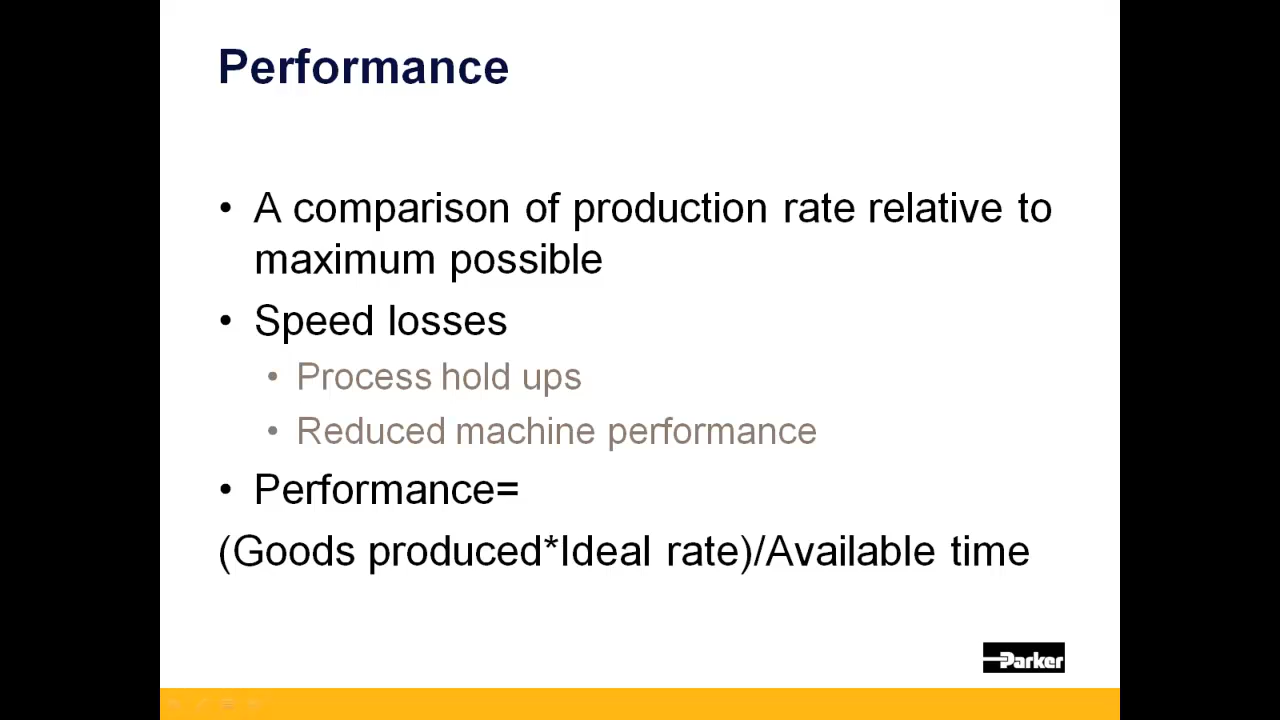 Performance
• A comparison of production rate relative to
maximum possible
• Speed losses
• Process hold ups
• Reduced machine performance
• Performance=
(Goods produced*Ideal rate)/Available time
Parker